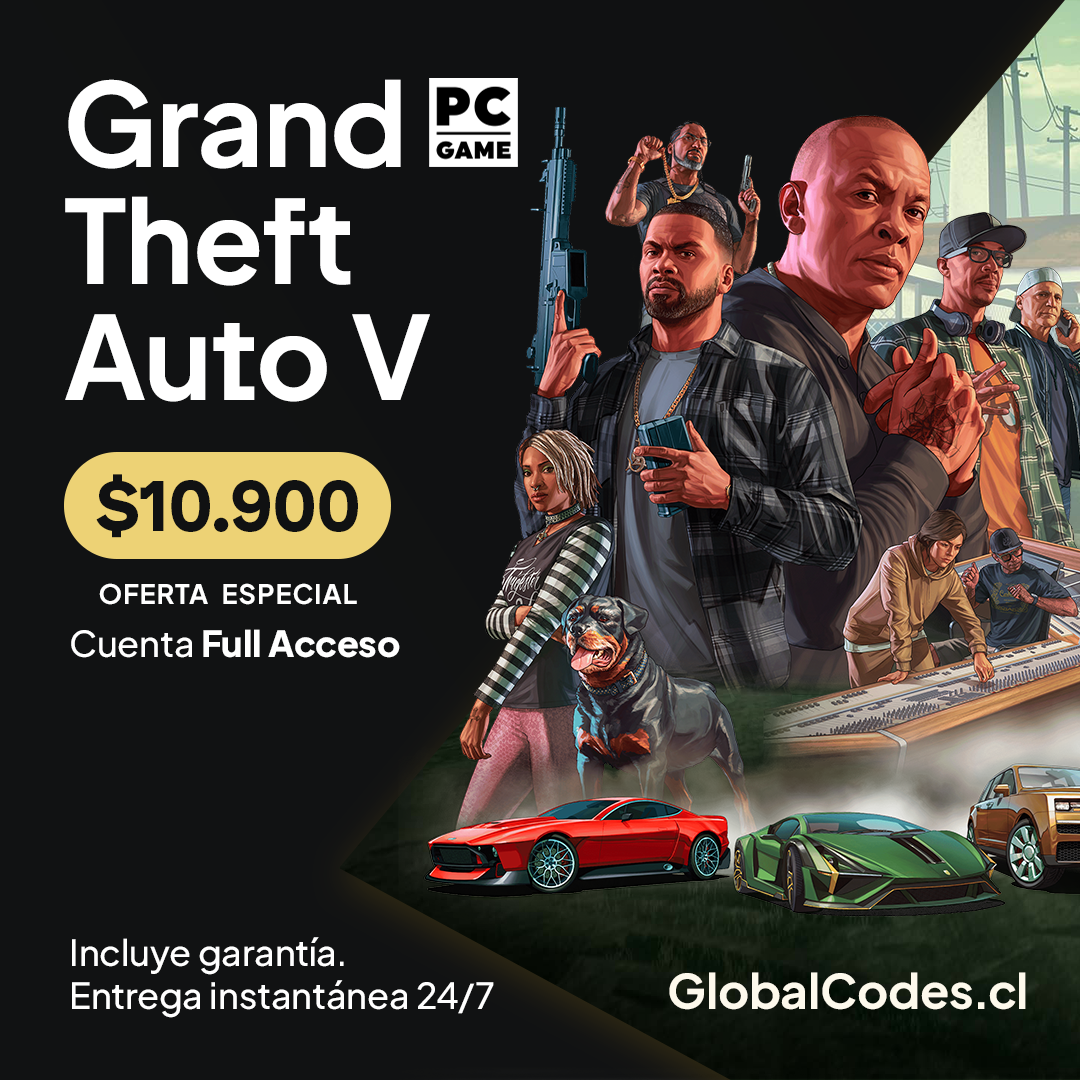 Grand
PC
GAME
Theft
Auto V
$10.900
OFERTA ESPECIAL
Cuenta Full Acceso
Incluye garantía.
Entrega instantánea 24/7
GlobalCodes.cl